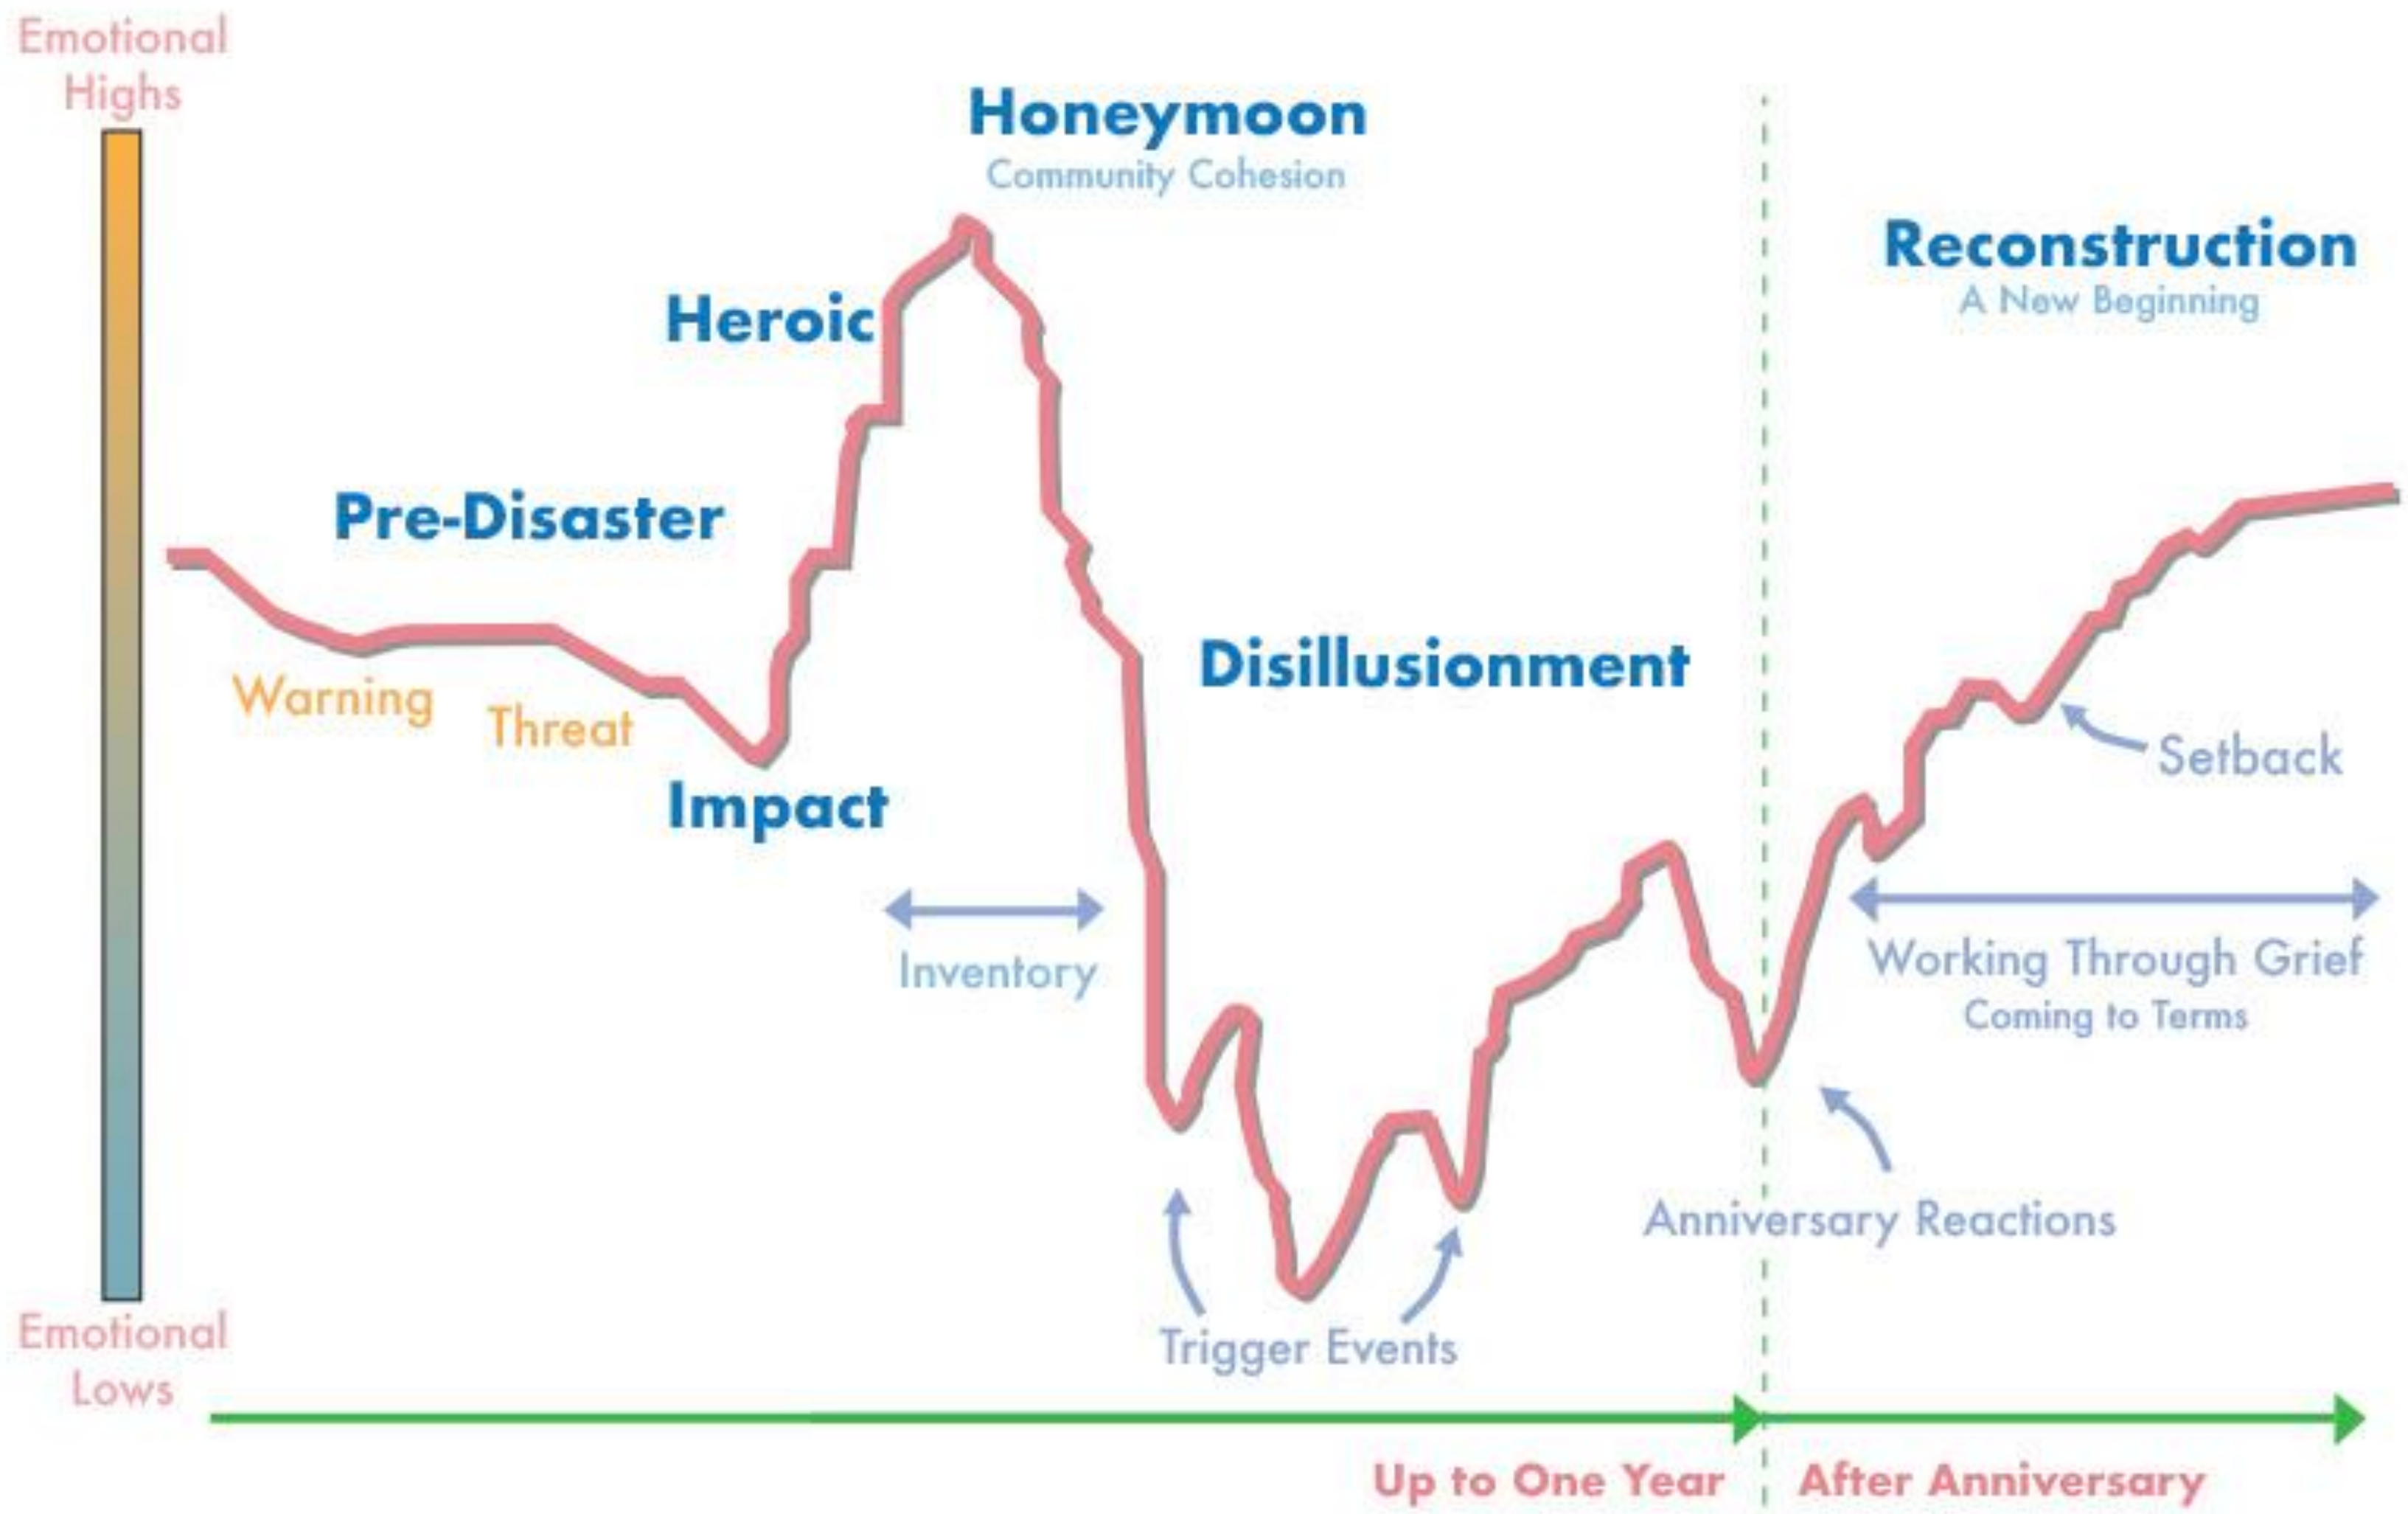 Emotional
Highs
Honeymoon
Community Cohesion
Reconstruction
A New Beginning
Heroic
Pre-Disaster
Disillusionment
Warning
Threat
Setback
Impact
Inventory
Working Through Grief
Coming to Terms
Anniversary Reactions
Trigger Events
Emotional
Lows
Up to One Year
After Anniversary